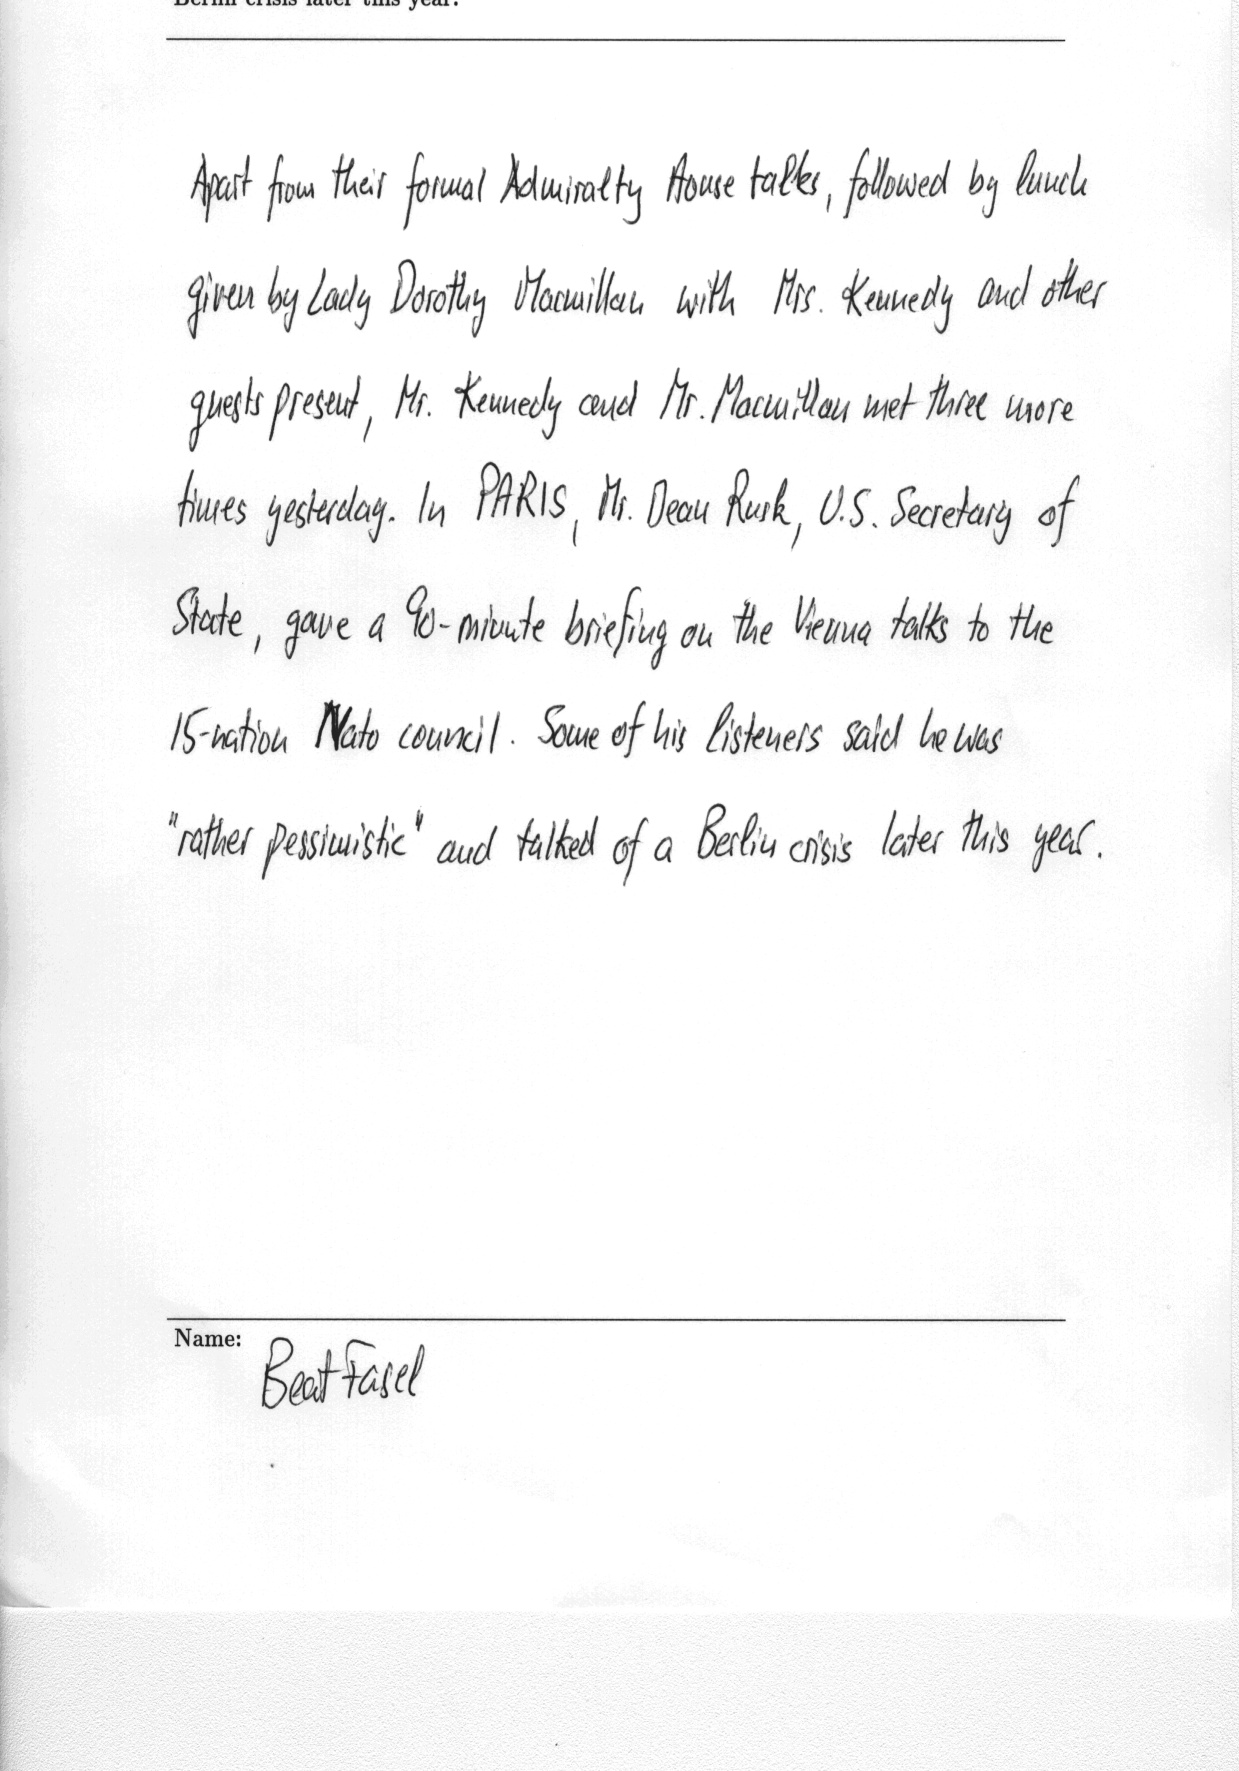 Berlin crisis later this year.
Apart from their formal Admiralty House talks, followed by lunch
given by Lady Dorothy Macmillan with Mrs. Kennedy and other
guests present, Mr. Kennedy and Mr. Macmillan met three more
times yesterday. In PARIS, Mr. Dean Rusk, U.S. Secretary of
State, gave a 90-minute briefing on the Vienna talks to the
15-nation Nato council. Some of his listeners said he was
"rather pessimistic" and talked of a Berlin crisis later this year.
Name:
Beat Fasel